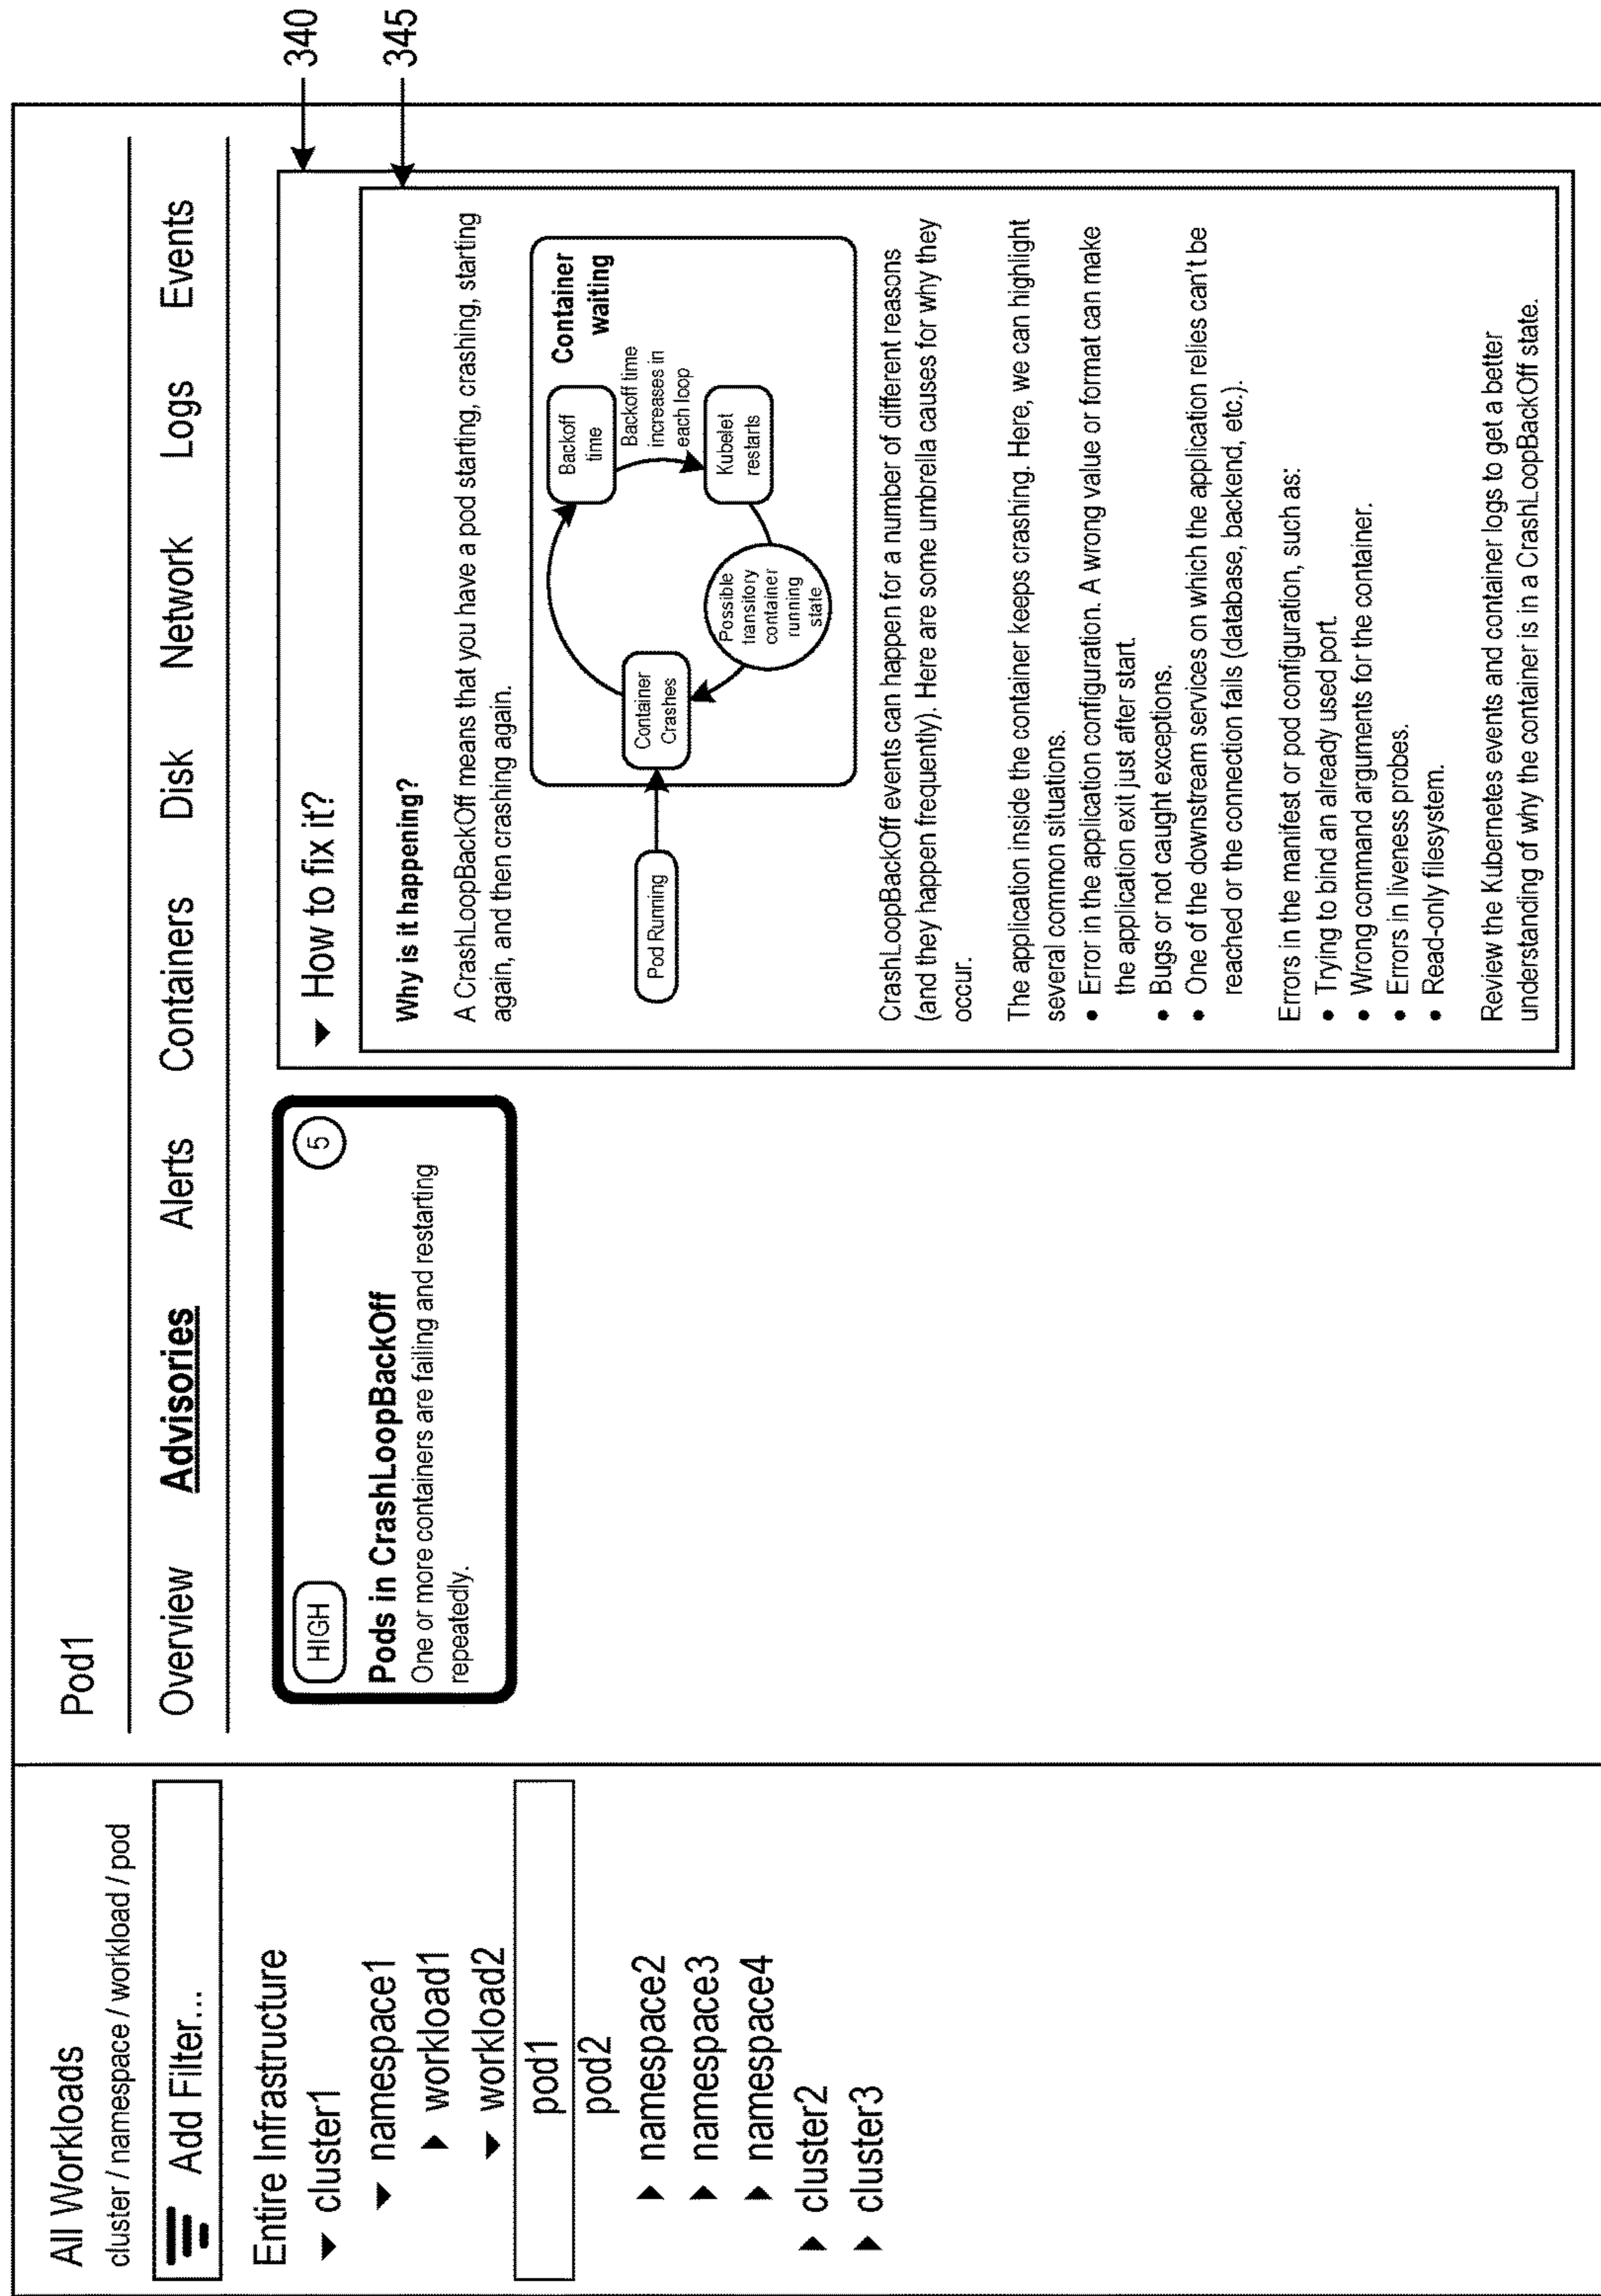 All Workloads
cluster / namespace / workload / pod
Add Filter...
Entire Infrastructure
cluster1
namespace1
workload1
workload2
pod1
pod2
namespace2
namespace3
namespace4
cluster2
cluster3
Pod1
Overview Advisories Alerts Containers Disk Network Logs Events
HIGH
5
Pods in CrashLoopBackOff
One or more containers are failing and restarting
repeatedly.
How to fix it?
Why is it happening?
A CrashLoopBackOff means that you have a pod starting, crashing, starting
again, and then crashing again.
Pod Running
Container
Crashes
Backoff
time
Container
waiting
Backoff time
increases in
each loop
Kubelet
restarts
Possible
transitory
container
running
state
CrashLoopBackOff events can happen for a number of different reasons
(and they happen frequently). Here are some umbrella causes for why they
occur.
The application inside the container keeps crashing. Here, we can highlight
several common situations.
• Error in the application configuration. A wrong value or format can make
the application exit just after start.
• Bugs or not caught exceptions.
• One of the downstream services on which the application relies can't be
reached or the connection fails (database, backend, etc.).
Errors in the manifest or pod configuration, such as:
• Trying to bind an already used port.
• Wrong command arguments for the container.
• Errors in liveness probes.
• Read-only filesystem.
Review the Kubernetes events and container logs to get a better
understanding of why the container is in a CrashLoopBackOff state.
340
345